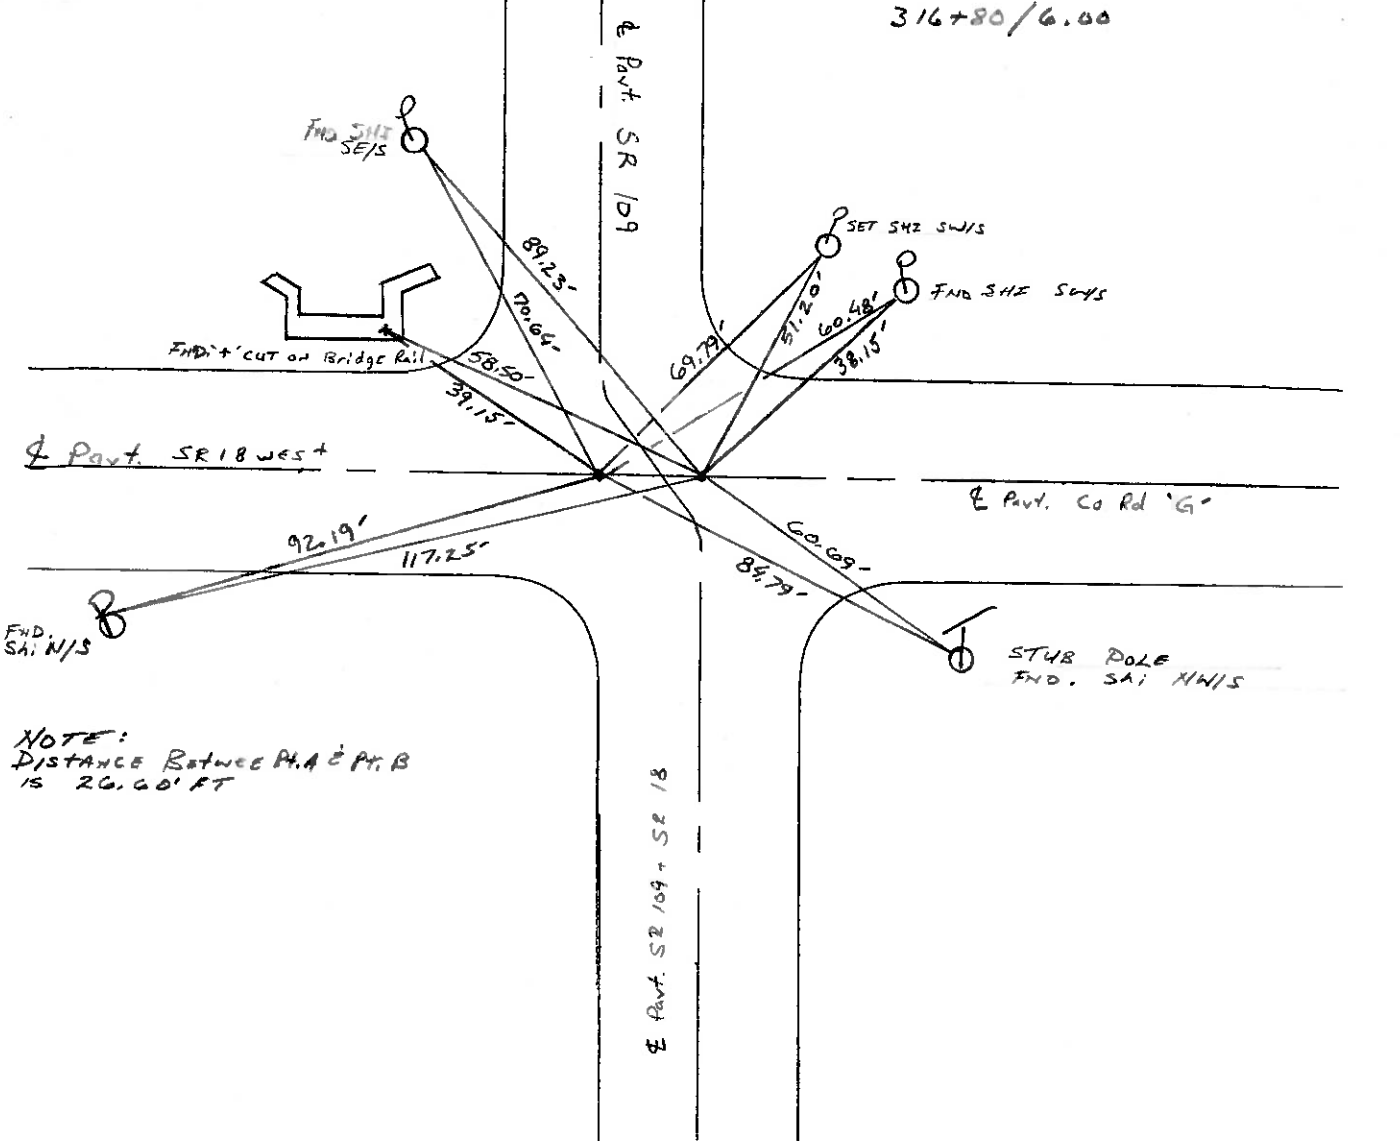 316+80/6.00
℄ Pavt. SR 109
FND SHI
SE/S
SET SHI SW/S
FND SHI SW/S
89.23'
70.64'
69.79'
51.20'
60.48'
38.15'
FND. '+' CUT on Bridge Rail
58.50'
39.15'
℄ Pavt. SR 18 west
℄ Pavt. Co Rd 'G'
92.19'
117.25'
60.69'
84.79'
FND.
Shi N/S
STUB POLE
FND. Shi NW/S
NOTE:
DISTANCE Betwee Pt. A & Pt. B
is 26.60' FT
℄ Pavt. SR 109 + SR 18